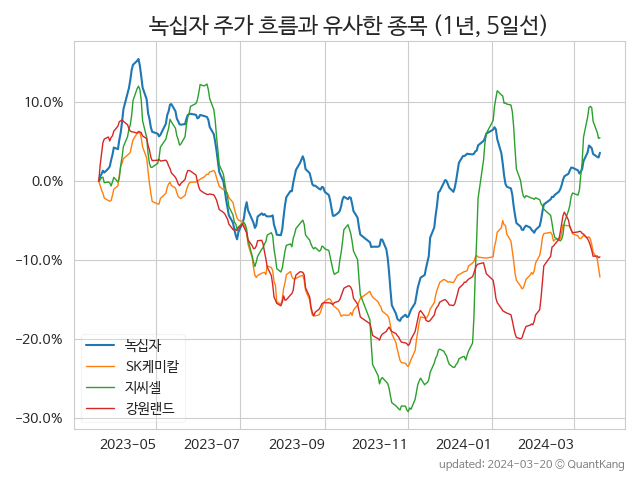 녹십자 주가 흐름과 유사한 종목 (1년, 5일선)
10.0%
0.0%
−10.0%
−20.0%
−30.0%
녹십자
SK케미칼
지씨셀
강원랜드
2023−05 2023−07 2023−09 2023−11 2024−01 2024−03
updated: 2024−03−20 © QuantKang